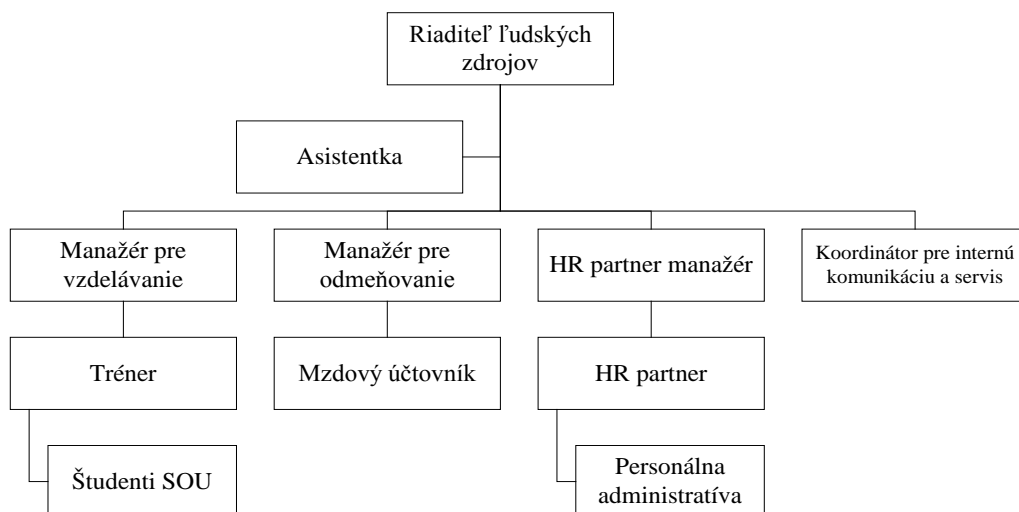 Riaditeľ ľudských
zdrojov
Asistentka
Manažér pre
vzdelávanie
Manažér pre
odmeňovanie
HR partner manažér
Koordinátor pre internú
komunikáciu a servis
Tréner
Mzdový účtovník
HR partner
Študenti SOU
Personálna
administratíva